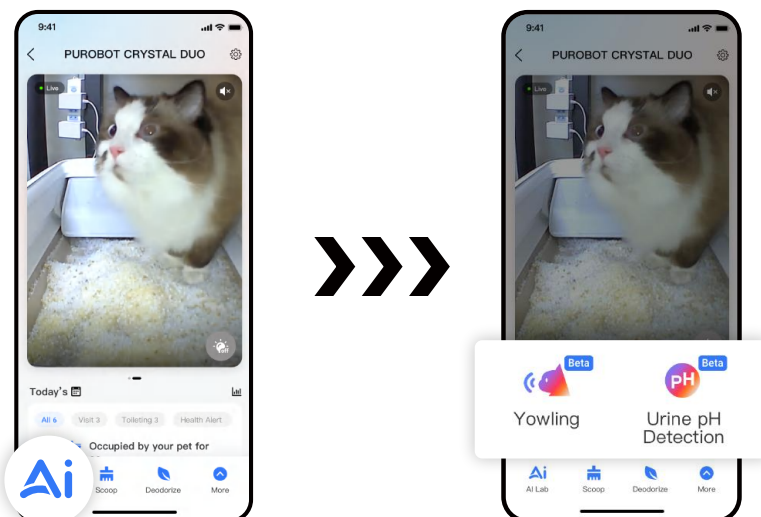 9:41
PUROBOT CRYSTAL DUO
Live
off
Today's
All 6
Visit 3
Toileting 3
Health Alert
Occupied by your pet for
Ai
Scoop
Deodorize
More
9:41
PUROBOT CRYSTAL DUO
Live
Beta
Beta
pH
Yowling
Urine pH
Detection
Ai
AI Lab
Scoop
Deodorize
More